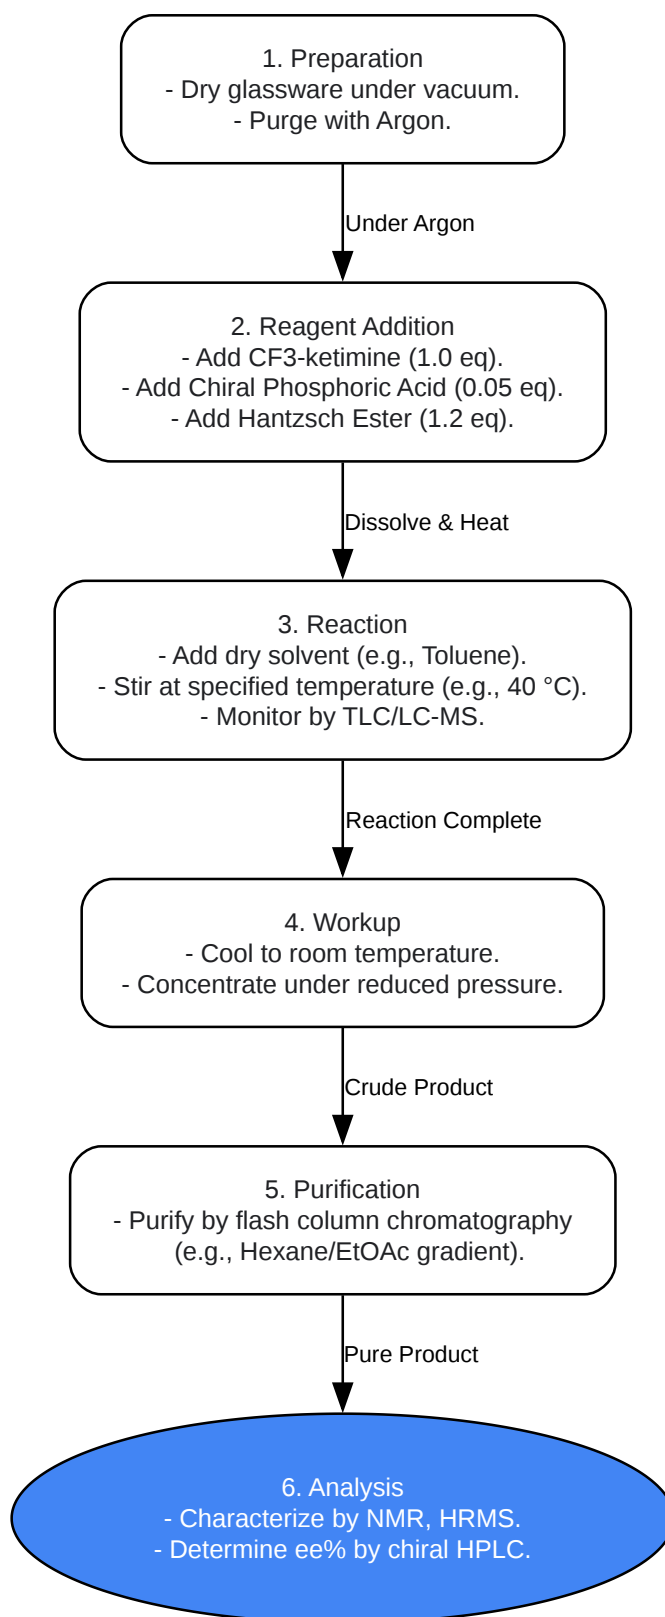 1. Preparation
- Dry glassware under vacuum.
- Purge with Argon.
Under Argon
2. Reagent Addition
- Add CF3-ketimine (1.0 eq).
- Add Chiral Phosphoric Acid (0.05 eq).
- Add Hantzsch Ester (1.2 eq).
Dissolve & Heat
3. Reaction
- Add dry solvent (e.g., Toluene).
- Stir at specified temperature (e.g., 40 °C).
- Monitor by TLC/LC-MS.
Reaction Complete
4. Workup
- Cool to room temperature.
- Concentrate under reduced pressure.
Crude Product
5. Purification
- Purify by flash column chromatography
(e.g., Hexane/EtOAc gradient).
Pure Product
6. Analysis
- Characterize by NMR, HRMS.
- Determine ee% by chiral HPLC.